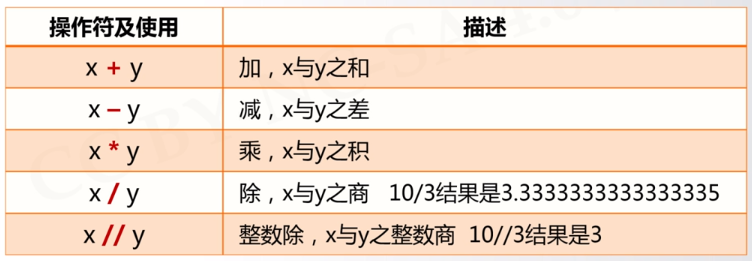 操作符及使用 描述
x + y 加，x与y之和
x – y 减，x与y之差
x * y 乘，x与y之积
x / y 除，x与y之商 10/3结果是3.3333333333333335
x // y 整数除，x与y之整数商 10//3结果是3